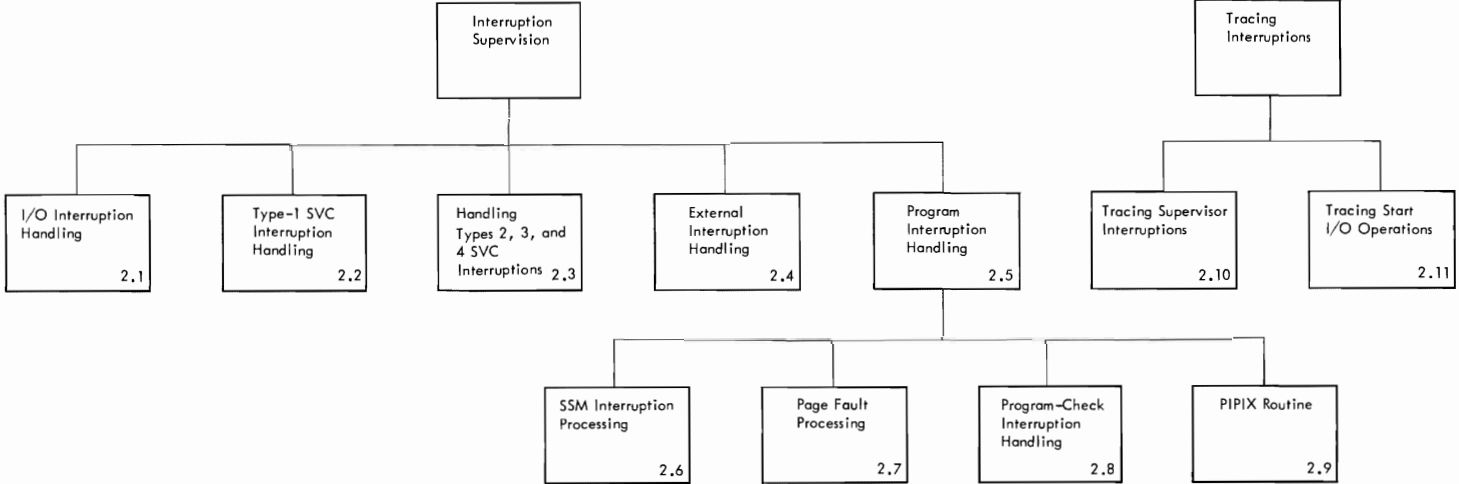 Interruption
Supervision
Tracing
Interruptions
I/O Interruption
Handling
2.1
Type-1 SVC
Interruption
Handling
2.2
Handling
Types 2, 3, and
4 SVC
Interruptions 2.3
External
Interruption
Handling
2.4
Program
Interruption
Handling
2.5
Tracing Supervisor
Interruptions
2.10
Tracing Start
I/O Operations
2.11
SSM Interruption
Processing
2.6
Page Fault
Processing
2.7
Program-Check
Interruption
Handling
2.8
PIPIX Routine
2.9